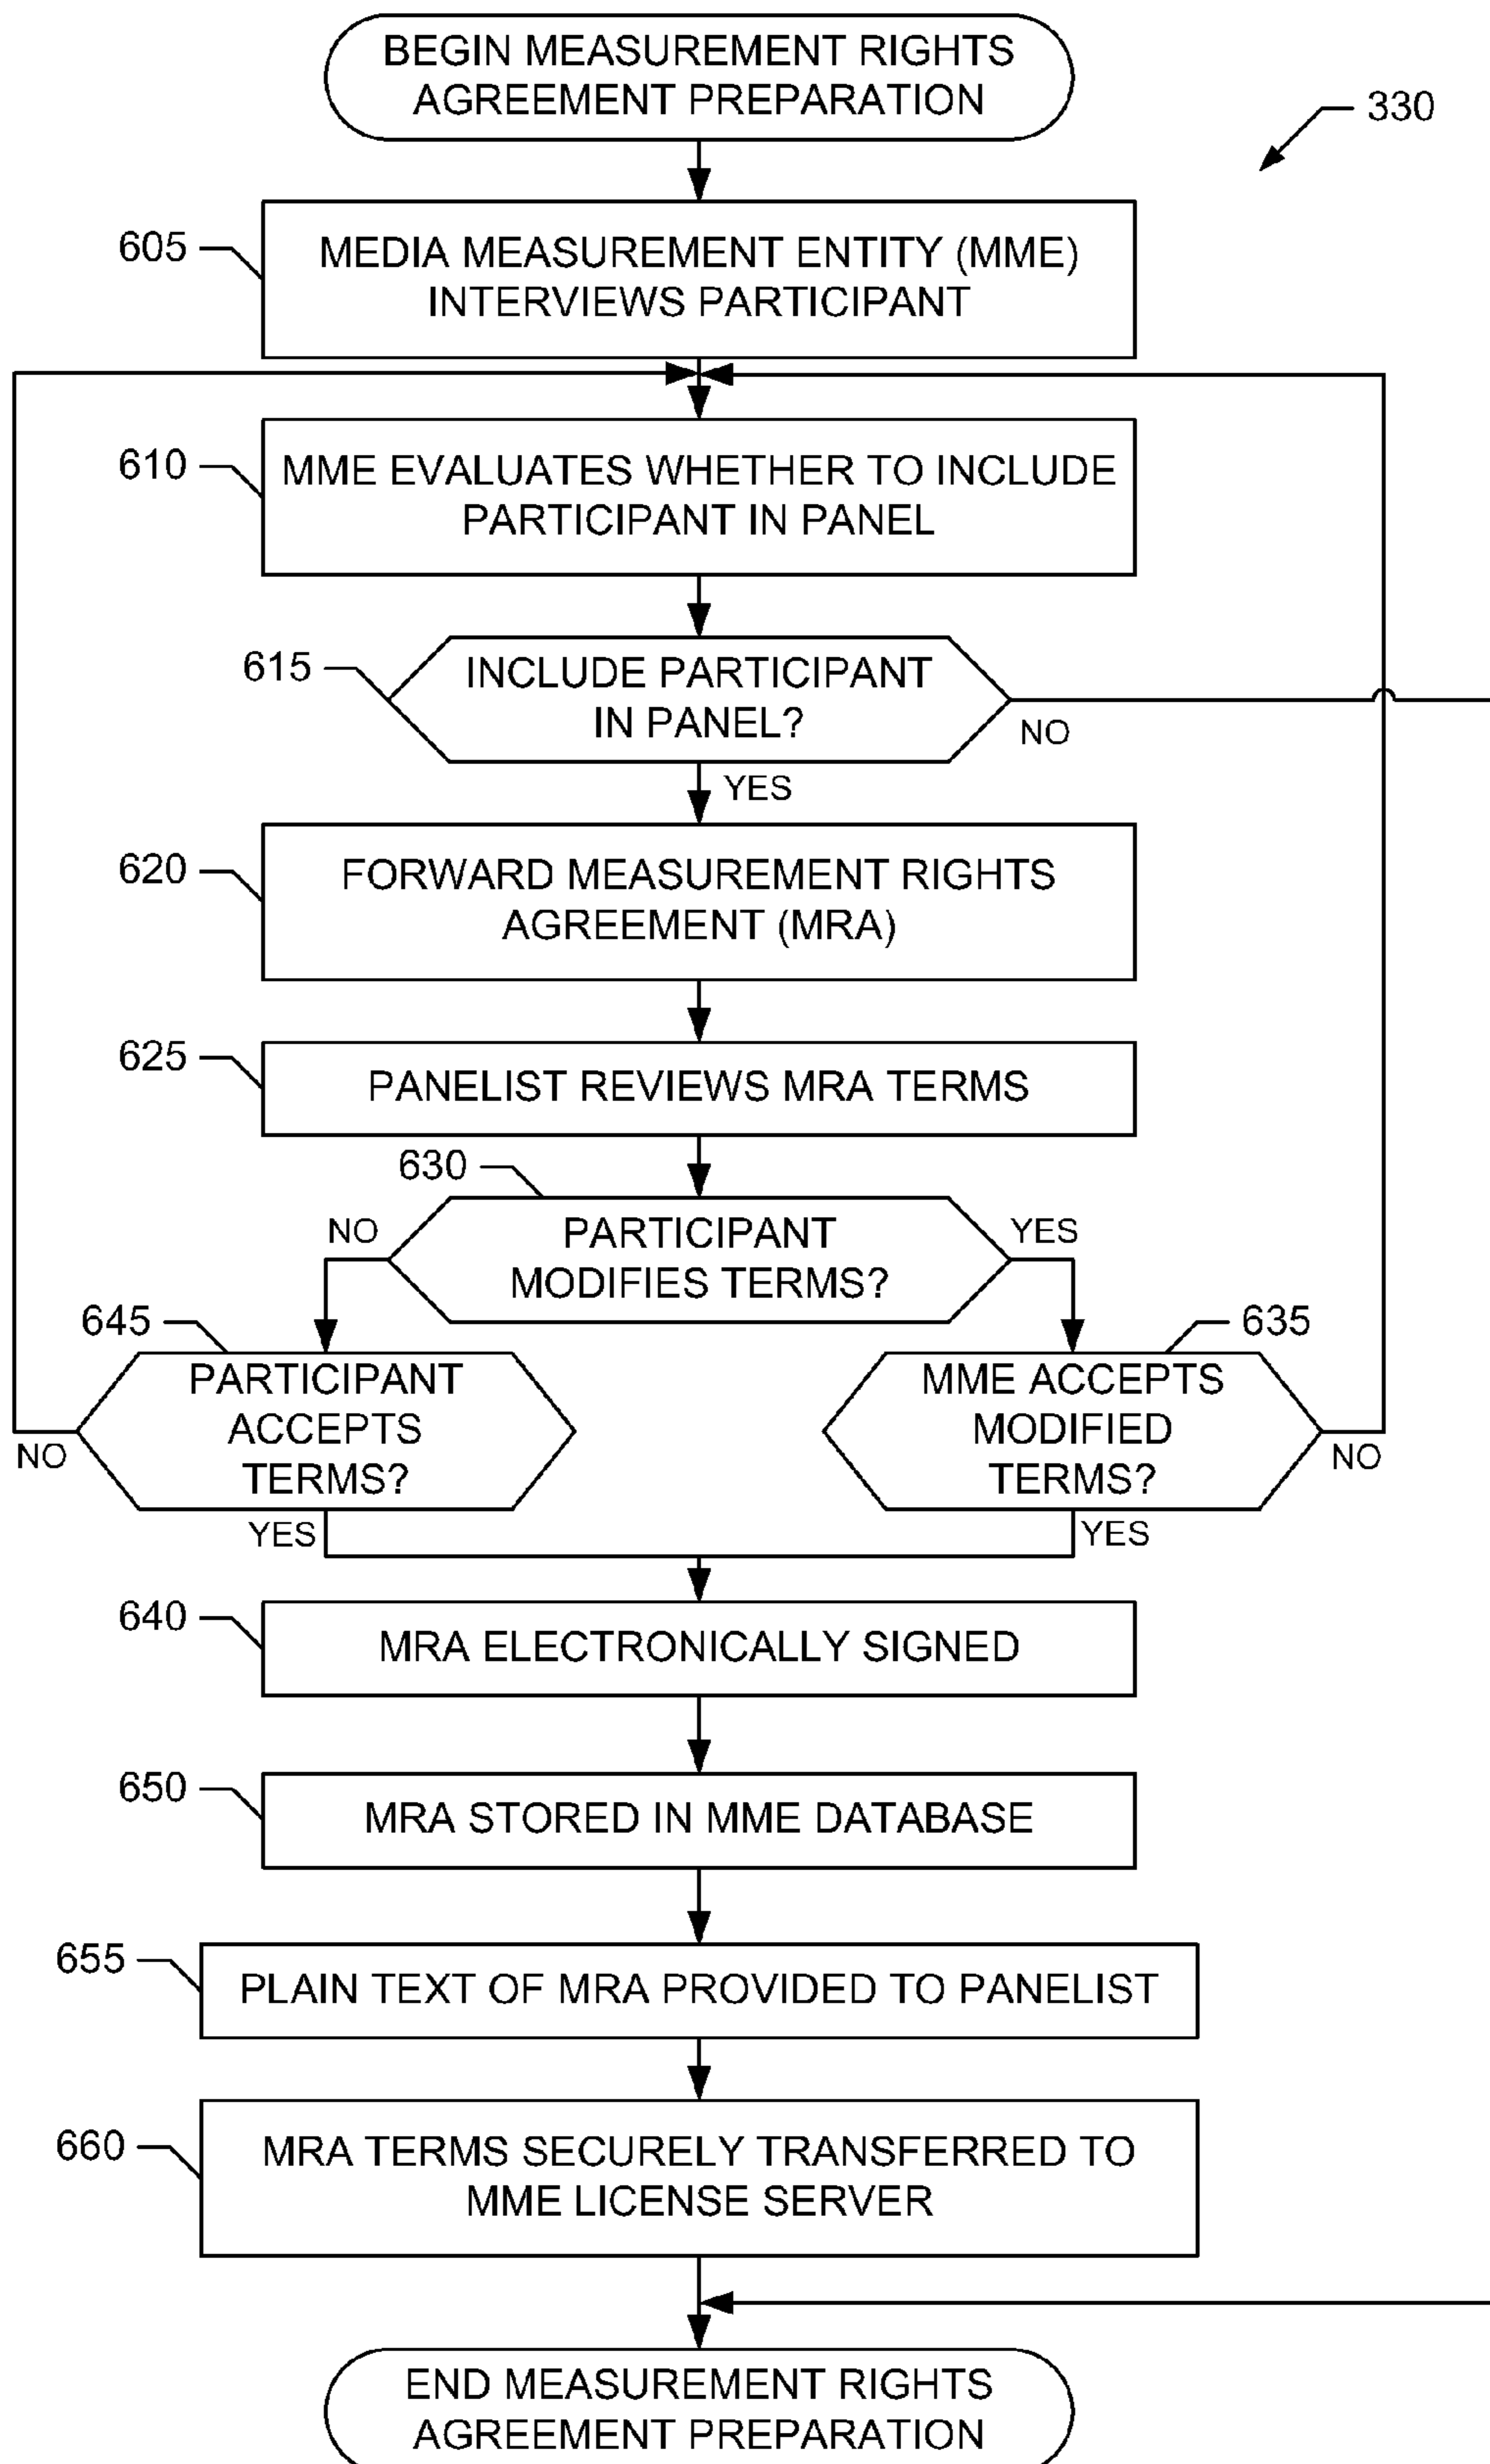 BEGIN MEASUREMENT RIGHTS
AGREEMENT PREPARATION
330
605
MEDIA MEASUREMENT ENTITY (MME)
INTERVIEWS PARTICIPANT
610
MME EVALUATES WHETHER TO INCLUDE
PARTICIPANT IN PANEL
615
INCLUDE PARTICIPANT
IN PANEL?
NO
YES
620
FORWARD MEASUREMENT RIGHTS
AGREEMENT (MRA)
625
PANELIST REVIEWS MRA TERMS
630
NO
PARTICIPANT
MODIFIES TERMS?
YES
645
PARTICIPANT
ACCEPTS
TERMS?
NO
YES
635
MME ACCEPTS
MODIFIED
TERMS?
NO
YES
640
MRA ELECTRONICALLY SIGNED
650
MRA STORED IN MME DATABASE
655
PLAIN TEXT OF MRA PROVIDED TO PANELIST
660
MRA TERMS SECURELY TRANSFERRED TO
MME LICENSE SERVER
END MEASUREMENT RIGHTS
AGREEMENT PREPARATION